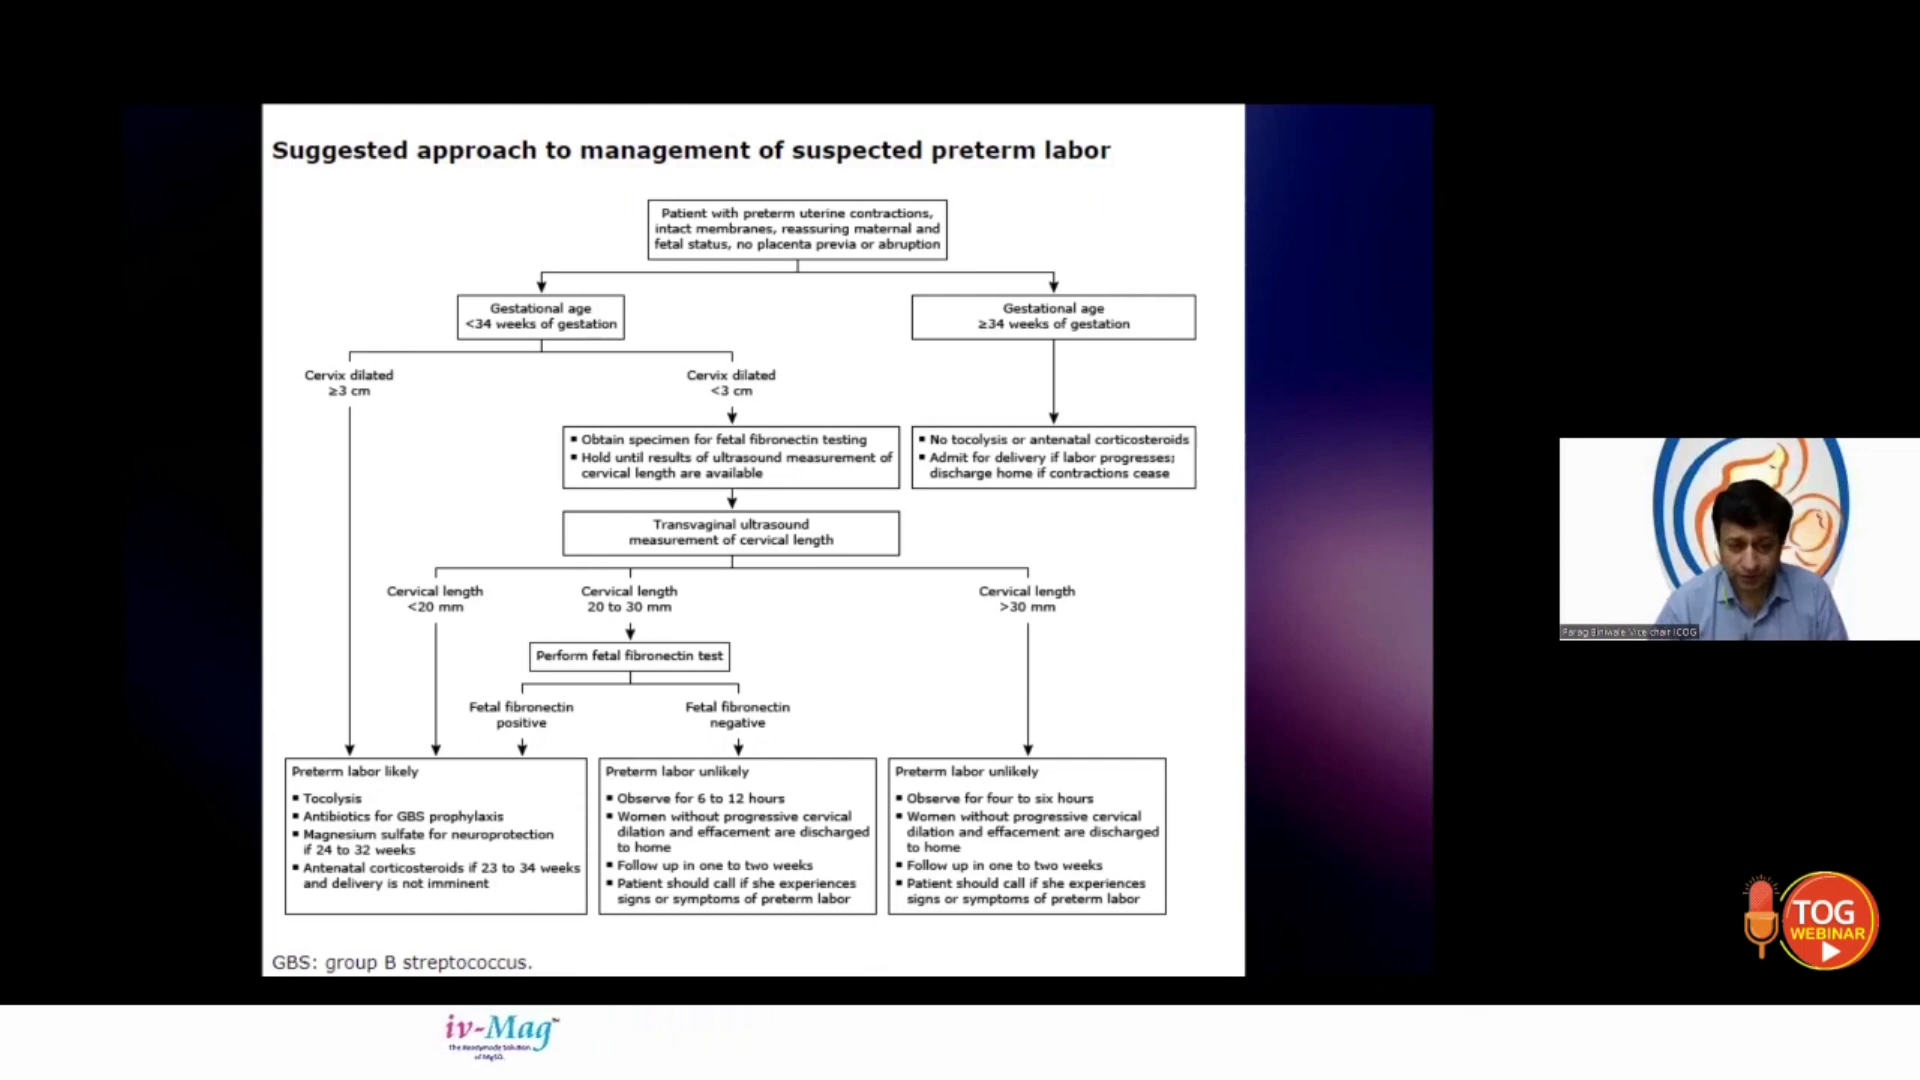 Suggested approach to management of suspected preterm labor
Patient with preterm uterine contractions,
intact membranes, reassuring maternal and
fetal status, no placenta previa or abruption
Gestational age
<34 weeks of gestation
Gestational age
≥34 weeks of gestation
Cervix dilated
≥3 cm
Cervix dilated
<3 cm
▪ Obtain specimen for fetal fibronectin testing
▪ Hold until results of ultrasound measurement of
cervical length are available
▪ No tocolysis or antenatal corticosteroids
▪ Admit for delivery if labor progresses;
discharge home if contractions cease
Transvaginal ultrasound
measurement of cervical length
Cervical length
<20 mm
Cervical length
20 to 30 mm
Cervical length
>30 mm
Perform fetal fibronectin test
Fetal fibronectin
positive
Fetal fibronectin
negative
Preterm labor likely
▪ Tocolysis
▪ Antibiotics for GBS prophylaxis
▪ Magnesium sulfate for neuroprotection
if 24 to 32 weeks
▪ Antenatal corticosteroids if 23 to 34 weeks
and delivery is not imminent
Preterm labor unlikely
▪ Observe for 6 to 12 hours
▪ Women without progressive cervical
dilation and effacement are discharged
to home
▪ Follow up in one to two weeks
▪ Patient should call if she experiences
signs or symptoms of preterm labor
Preterm labor unlikely
▪ Observe for four to six hours
▪ Women without progressive cervical
dilation and effacement are discharged
to home
▪ Follow up in one to two weeks
▪ Patient should call if she experiences
signs or symptoms of preterm labor
GBS: group B streptococcus.
Parag Biniwale Vice chair ICOG
TOG
WEBINAR
iv-Mag™
The Readymade Solution
of MgSO₄